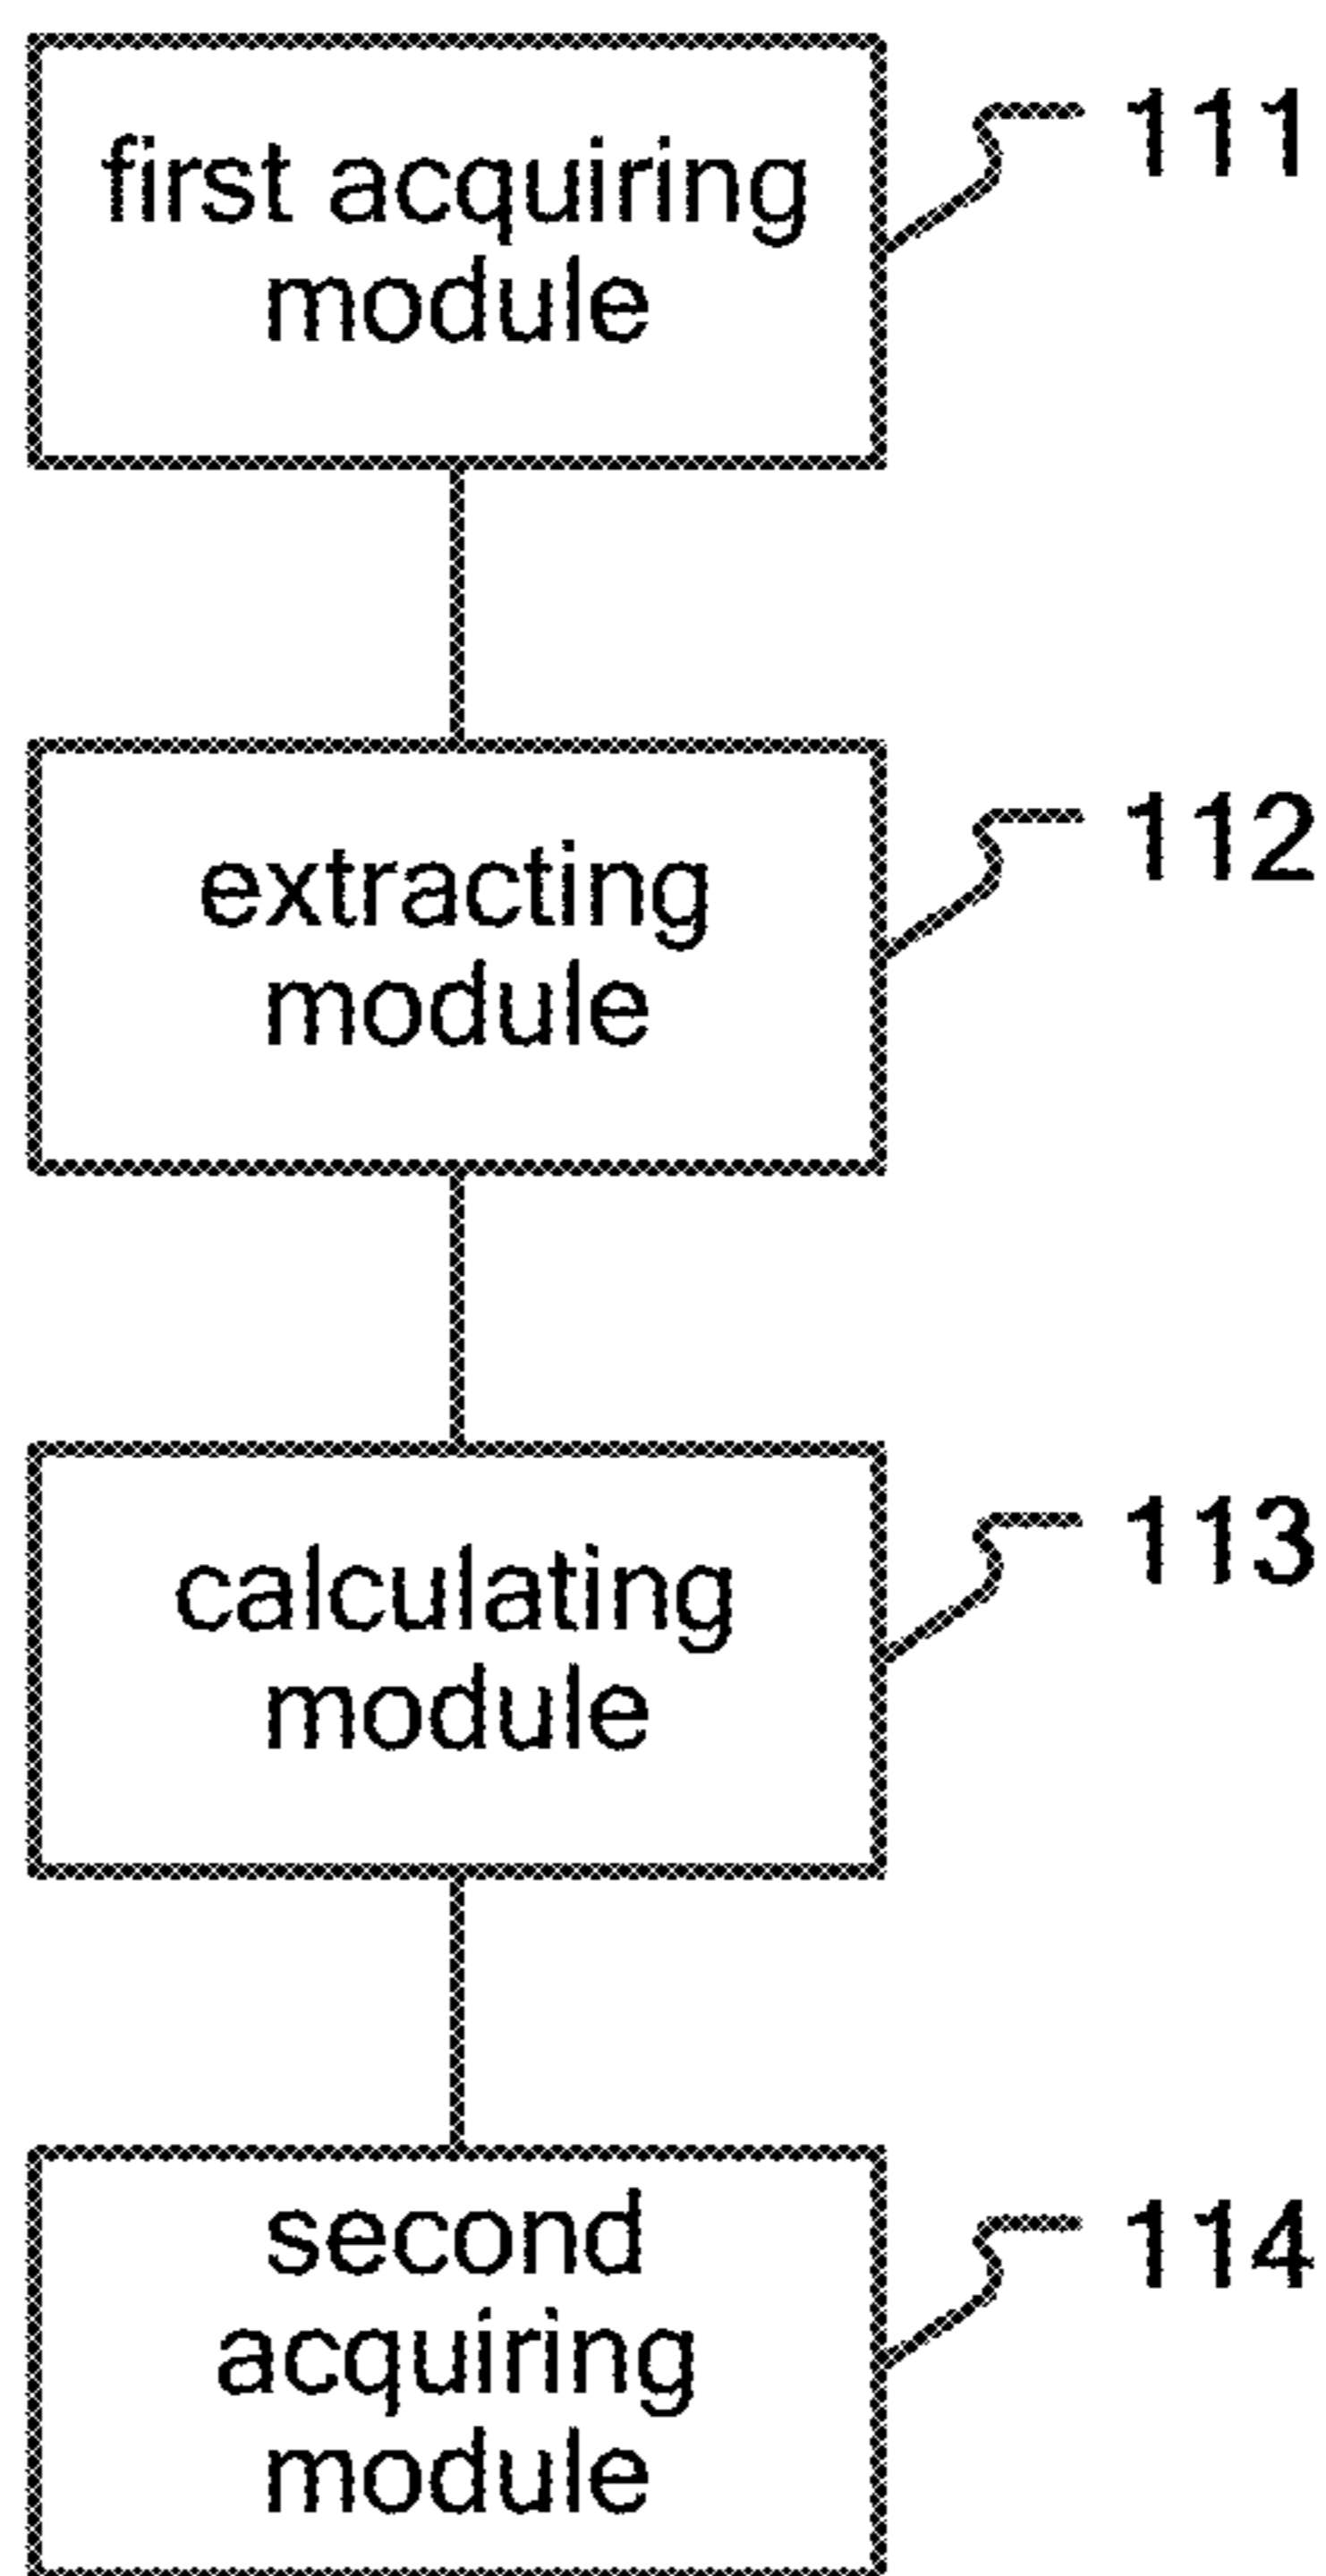 first acquiring
module
111
extracting
module
112
calculating
module
113
second
acquiring
module
114